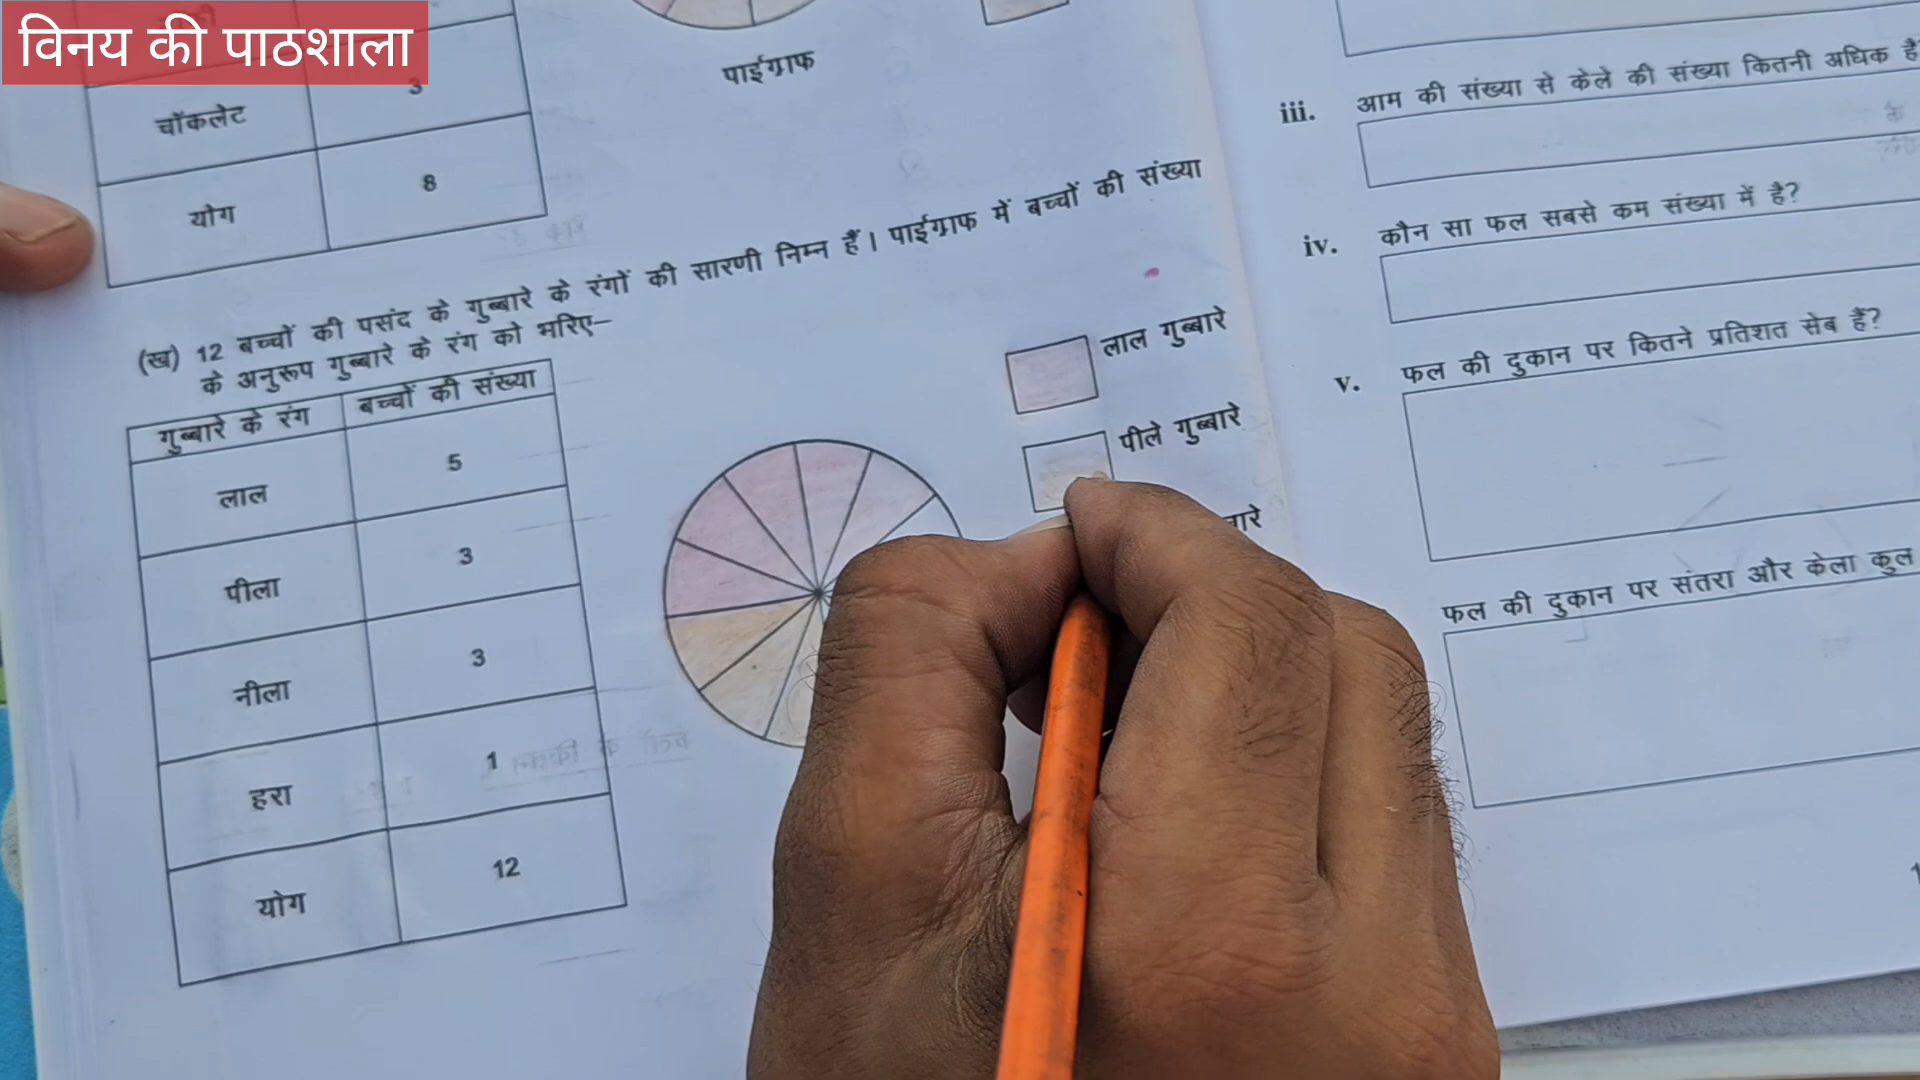 विनय की पाठशाला
3
चॉकलेट
योग 8
पाईग्राफ
(ख) 12 बच्चों की पसंद के गुब्बारे के रंगों की सारणी निम्न हैं। पाईग्राफ में बच्चों की संख्या
के अनुरूप गुब्बारे के रंग को भरिए–
गुब्बारे के रंग बच्चों की संख्या
लाल 5
पीला 3
नीला 3
हरा 1
योग 12
लाल गुब्बारे
पीले गुब्बारे
iii. आम की संख्या से केले की संख्या कितनी अधिक है
iv. कौन सा फल सबसे कम संख्या में है?
v. फल की दुकान पर कितने प्रतिशत सेब हैं?
फल की दुकान पर संतरा और केला कुल